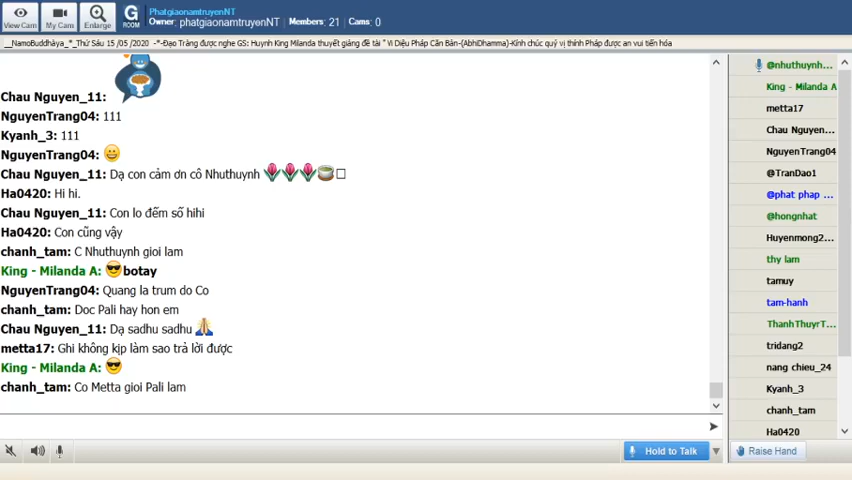 View Cam
My Cam
Enlarge
G
ROOM
PhatgiaonamtruyenNT
Owner: phatgiaonamtruyenNT | Members: 21 | Cams: 0
__NamoBuddhàya_*_Thứ Sáu 15 /05 /2020 -*-Đạo Tràng được nghe GS: Huynh King Milanda thuyết giảng đề tài " Vi Diệu Pháp Căn Bản-(AbhiDhamma)-Kính chúc quý vị thính Pháp được an vui tiến hóa
Chau Nguyen_11:
NguyenTrang04: 111
Kyanh_3: 111
NguyenTrang04:
Chau Nguyen_11: Dạ con cảm ơn cô Nhuthuynh
Ha0420: Hi hi.
Chau Nguyen_11: Con lo đếm số hihi
Ha0420: Con cũng vậy
chanh_tam: C Nhuthuynh gioi lam
King - Milanda A: botay
NguyenTrang04: Quang la trum do Co
chanh_tam: Doc Pali hay hon em
Chau Nguyen_11: Dạ sadhu sadhu
metta17: Ghi không kịp làm sao trả lời được
King - Milanda A:
chanh_tam: Co Metta gioi Pali lam
@nhuthuynh...
King - Milanda A
metta17
Chau Nguyen...
NguyenTrang04
@TranDao1
@phat phap ...
@hongnhat
Huyenmong2...
thy lam
tamuy
tam-hanh
ThanhThuyrT...
tridang2
nang chieu_24
Kyanh_3
chanh_tam
Ha0420
Hold to Talk
Raise Hand